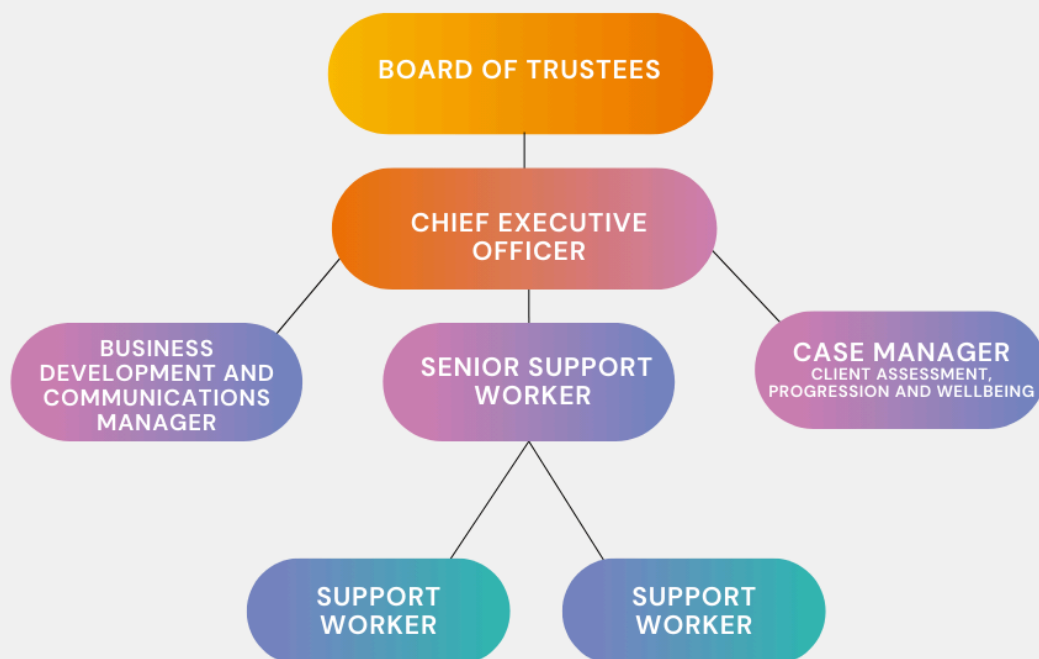 BOARD OF TRUSTEES
CHIEF EXECUTIVE
OFFICER
BUSINESS
DEVELOPMENT AND
COMMUNICATIONS
MANAGER
SENIOR SUPPORT
WORKER
CASE MANAGER
CLIENT ASSESSMENT,
PROGRESSION AND WELLBEING
SUPPORT
WORKER
SUPPORT
WORKER